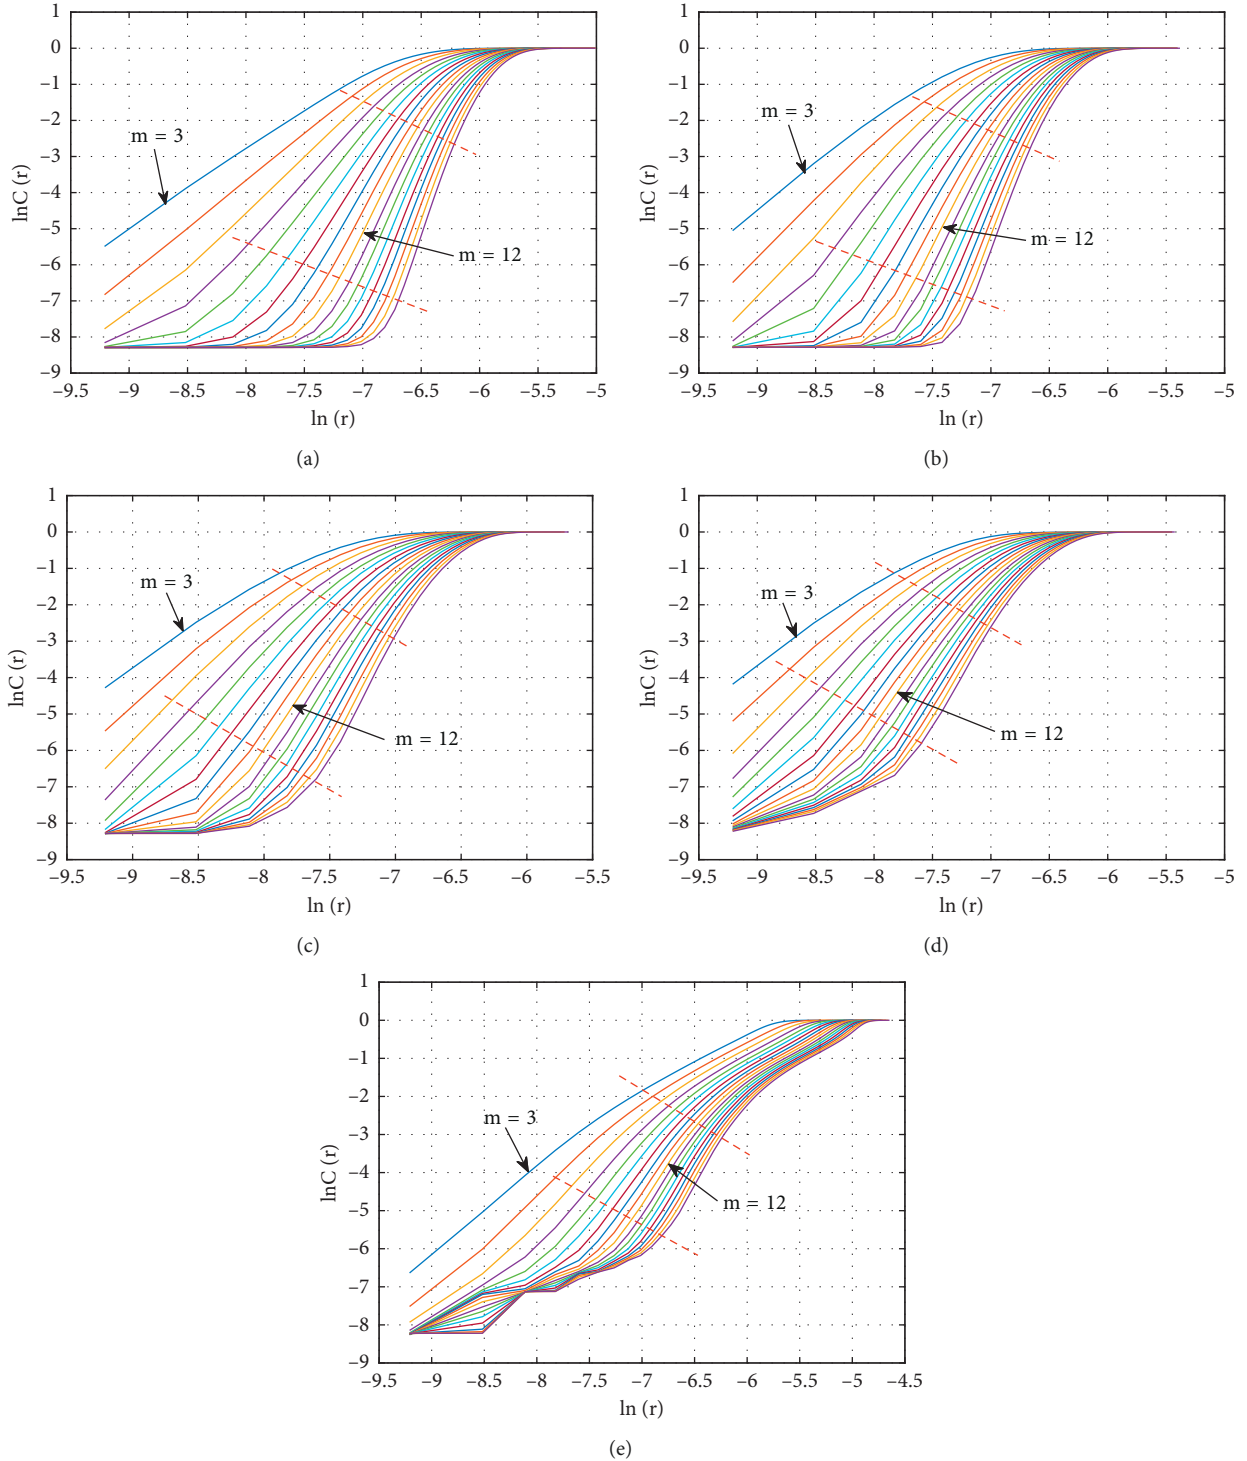 1
0
–1
–2
–3
–4
–5
–6
–7
–8
–9
lnC (r)
m = 3
m = 12
–9.5 –9 –8.5 –8 –7.5 –7 –6.5 –6 –5.5 –5
ln (r)
(a)
1
0
–1
–2
–3
–4
–5
–6
–7
–8
–9
lnC (r)
m = 3
m = 12
–9.5 –9 –8.5 –8 –7.5 –7 –6.5 –6 –5.5 –5
ln (r)
(b)
1
0
–1
–2
–3
–4
–5
–6
–7
–8
–9
lnC (r)
m = 3
m = 12
–9.5 –9 –8.5 –8 –7.5 –7 –6.5 –6 –5.5
ln (r)
(c)
1
0
–1
–2
–3
–4
–5
–6
–7
–8
–9
lnC (r)
m = 3
m = 12
–9.5 –9 –8.5 –8 –7.5 –7 –6.5 –6 –5.5 –5
ln (r)
(d)
1
0
–1
–2
–3
–4
–5
–6
–7
–8
–9
lnC (r)
m = 3
m = 12
–9.5 –9 –8.5 –8 –7.5 –7 –6.5 –6 –5.5 –5 –4.5
ln (r)
(e)